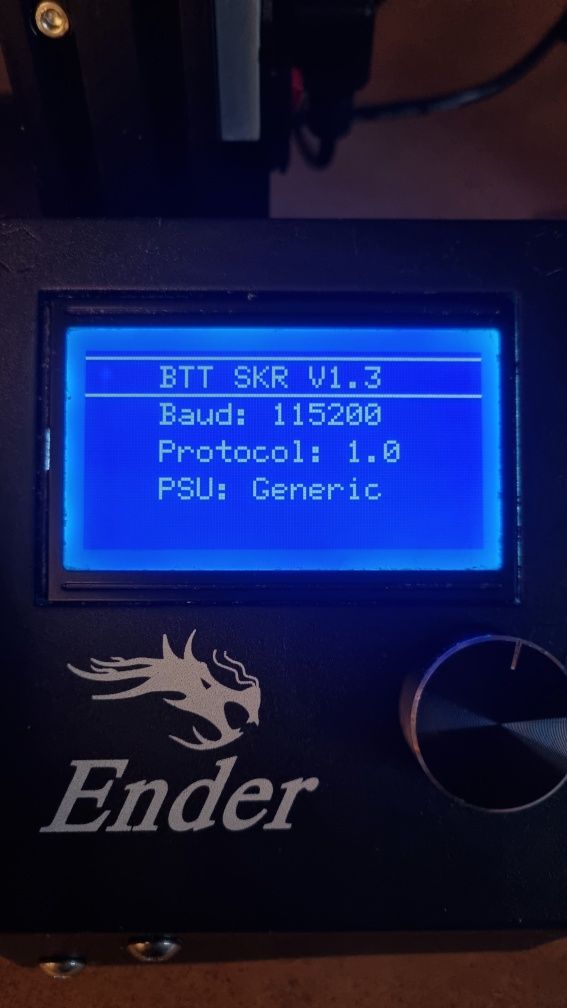 BTT SKR V1.3
Baud: 115200
Protocol: 1.0
PSU: Generic
Ender